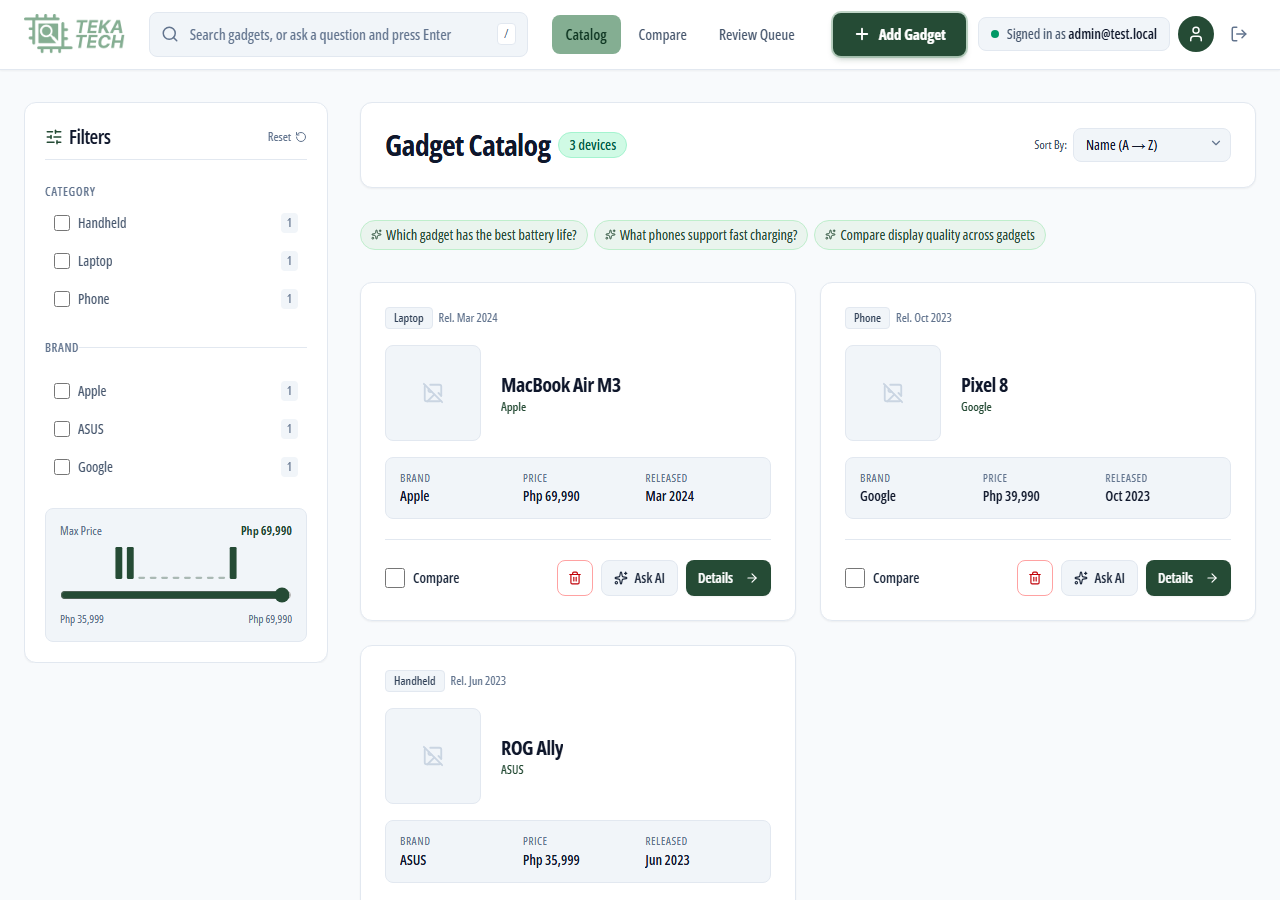 TEKA
TECH
Search gadgets, or ask a question and press Enter
/
Catalog
Compare
Review Queue
Add Gadget
Signed in as admin@test.local
Filters
Reset
CATEGORY
Handheld 1
Laptop 1
Phone 1
BRAND
Apple 1
ASUS 1
Google 1
Max Price Php 69,990
Php 35,999 Php 69,990
Gadget Catalog 3 devices
Sort By: Name (A → Z)
Which gadget has the best battery life?
What phones support fast charging?
Compare display quality across gadgets
Laptop Rel. Mar 2024
MacBook Air M3
Apple
BRAND PRICE RELEASED
Apple Php 69,990 Mar 2024
Compare Ask AI Details
Phone Rel. Oct 2023
Pixel 8
Google
BRAND PRICE RELEASED
Google Php 39,990 Oct 2023
Compare Ask AI Details
Handheld Rel. Jun 2023
ROG Ally
ASUS
BRAND PRICE RELEASED
ASUS Php 35,999 Jun 2023